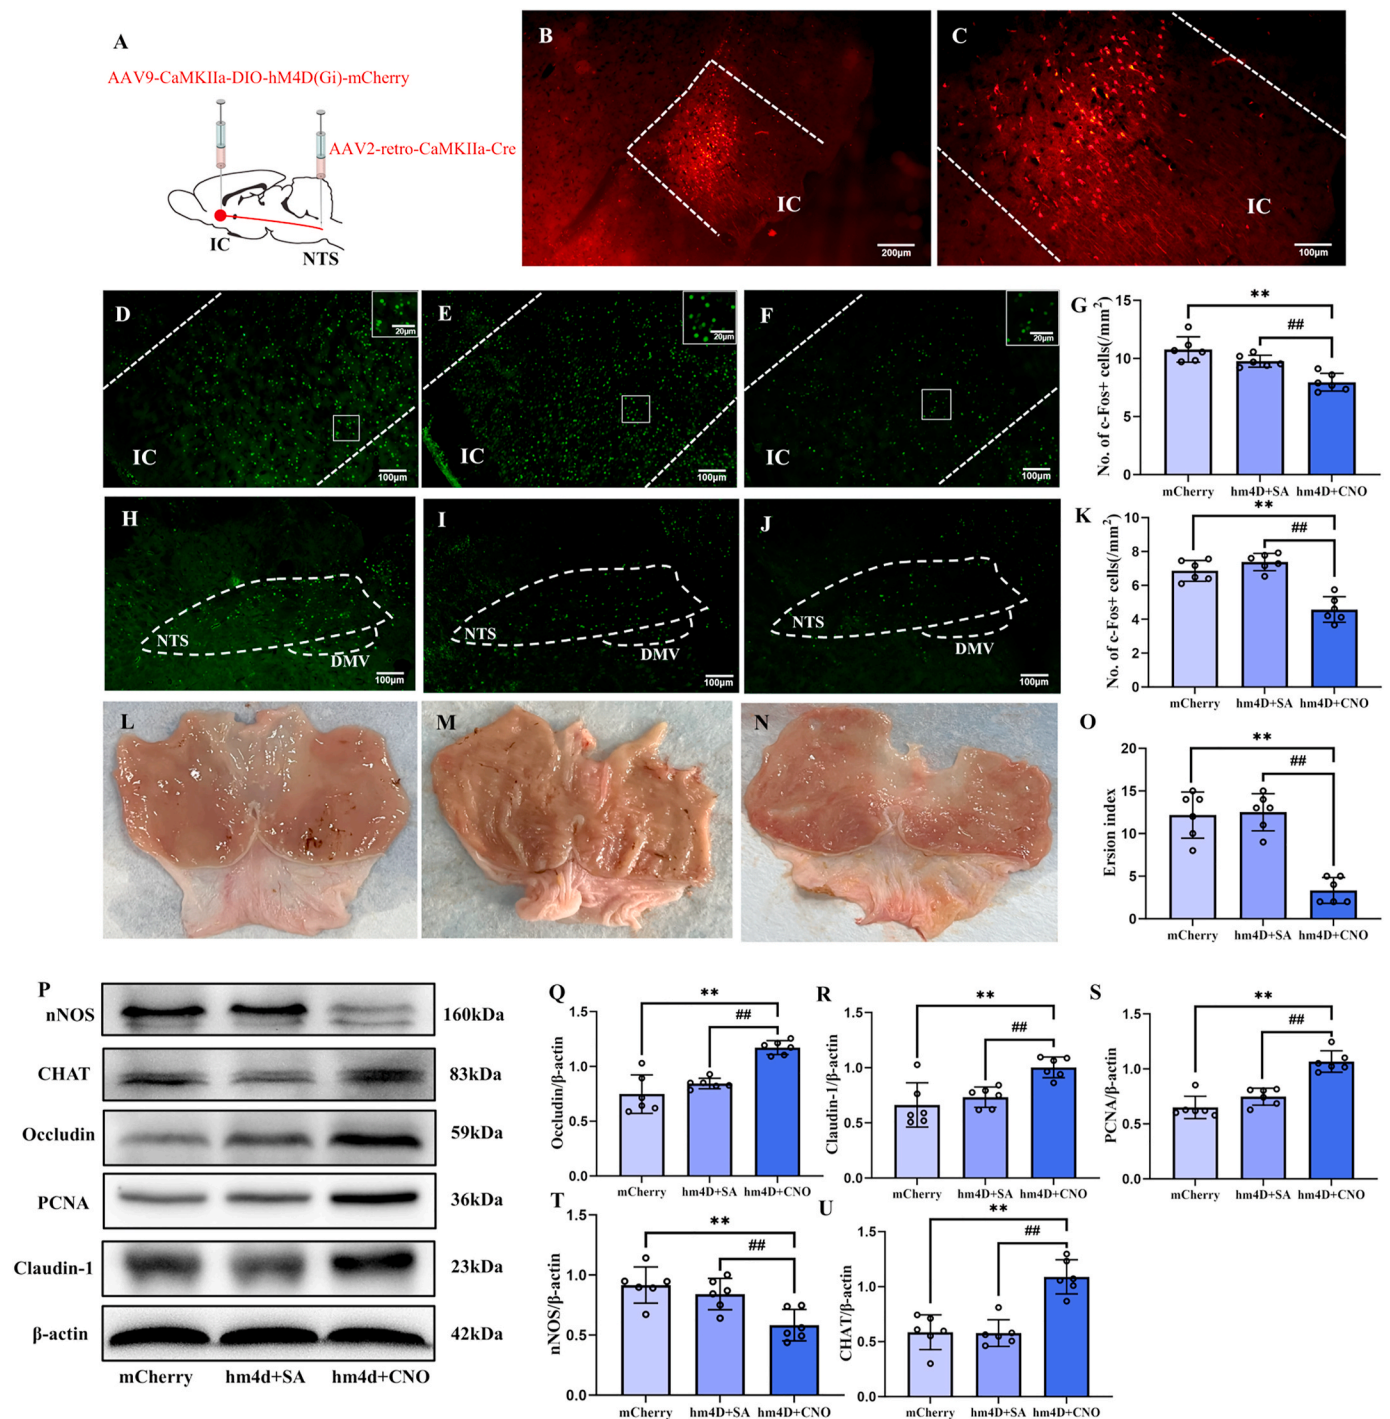 A
AAV9-CaMKIIa-DIO-hM4D(Gi)-mCherry
AAV2-retro-CaMKIIa-Cre
IC
NTS
B
IC
200μm
C
IC
100μm
D
20μm
IC
100μm
E
20μm
IC
100μm
F
20μm
IC
100μm
G
No. of c-Fos+ cells(/mm²)
15
10
5
0
**
##
mCherry
hm4D+SA
hm4D+CNO
H
NTS
DMV
100μm
I
NTS
DMV
100μm
J
NTS
DMV
100μm
K
No. of c-Fos+ cells(/mm²)
10
8
6
4
2
0
**
##
mCherry
hm4D+SA
hm4D+CNO
L
M
N
O
Ersion index
20
15
10
5
0
**
##
mCherry
hm4D+SA
hm4D+CNO
P
nNOS
160kDa
CHAT
83kDa
Occludin
59kDa
PCNA
36kDa
Claudin-1
23kDa
β-actin
42kDa
mCherry
hm4d+SA
hm4d+CNO
Q
Occludin/β-actin
1.5
1.0
0.5
0.0
**
##
mCherry
hm4D+SA
hm4D+CNO
R
Claudin-1/β-actin
1.5
1.0
0.5
0.0
**
##
mCherry
hm4D+SA
hm4D+CNO
S
PCNA/β-actin
1.5
1.0
0.5
0.0
**
##
mCherry
hm4D+SA
hm4D+CNO
T
nNOS/β-actin
1.5
1.0
0.5
0.0
**
##
mCherry
hm4D+SA
hm4D+CNO
U
CHAT/β-actin
1.5
1.0
0.5
0.0
**
##
mCherry
hm4D+SA
hm4D+CNO